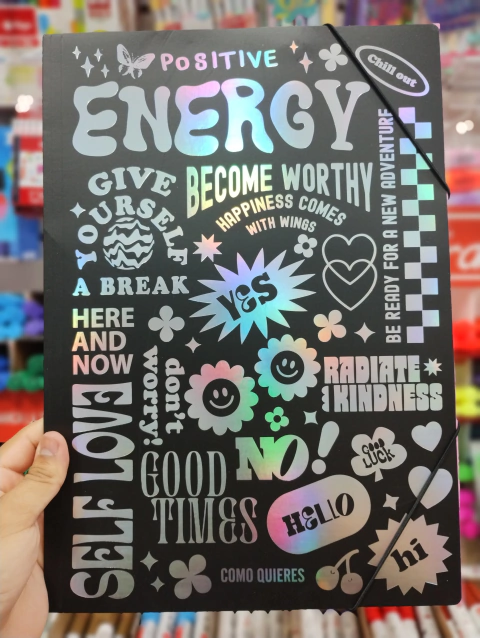 POSITIVE
Chill out
ENERGY
GIVE
YOURSELF
A BREAK
BECOME WORTHY
HAPPINESS COMES
WITH WINGS
BE READY FOR A NEW ADVENTURE
YES
HERE
AND
NOW
don't
worry!
RADIATE
KINDNESS
SELF LOVE
GOOD
TIMES
NO!
GOOD
LUCK
HELLO
hi
COMO QUIERES